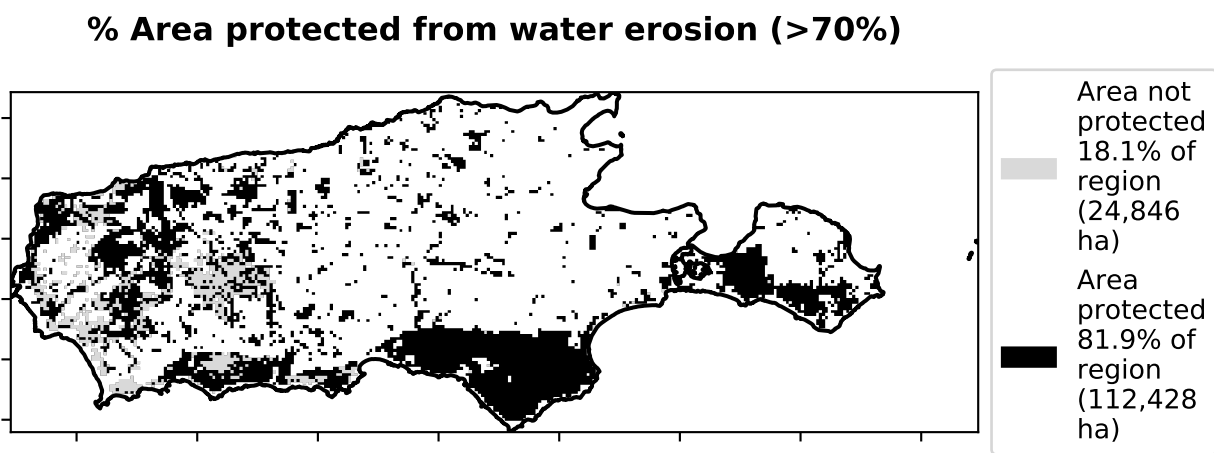 % Area protected from water erosion (>70%)
Area not
protected
18.1% of
region
(24,846
ha)
Area
protected
81.9% of
region
(112,428
ha)